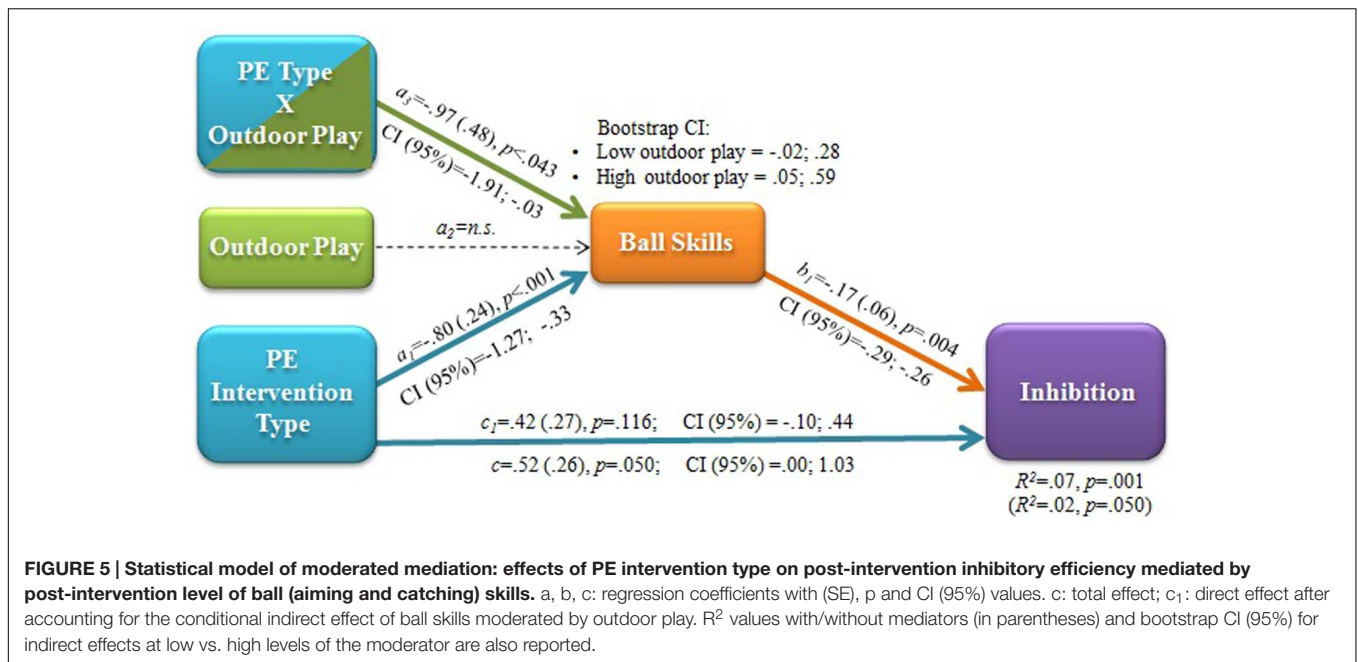 PE Type
X
Outdoor Play
a₃=-.97 (.48), p<.043
CI (95%)=-1.91; -.03
Bootstrap CI:
• Low outdoor play = -.02; .28
• High outdoor play = .05; .59
Outdoor Play
a₂=n.s.
Ball Skills
a₁=-.80 (.24), p<.001
CI (95%)=-1.27; -.33
b₁=-.17 (.06), p=.004
CI (95%)=-.29; -.26
PE
Intervention
Type
Inhibition
c₁=.42 (.27), p=.116; CI (95%) = -.10; .44
c=.52 (.26), p=.050; CI (95%) =.00; 1.03
R²=.07, p=.001
(R²=.02, p=.050)
FIGURE 5 | Statistical model of moderated mediation: effects of PE intervention type on post-intervention inhibitory efficiency mediated by
post-intervention level of ball (aiming and catching) skills. a, b, c: regression coefficients with (SE), p and CI (95%) values. c: total effect; c₁: direct effect after
accounting for the conditional indirect effect of ball skills moderated by outdoor play. R² values with/without mediators (in parentheses) and bootstrap CI (95%) for
indirect effects at low vs. high levels of the moderator are also reported.